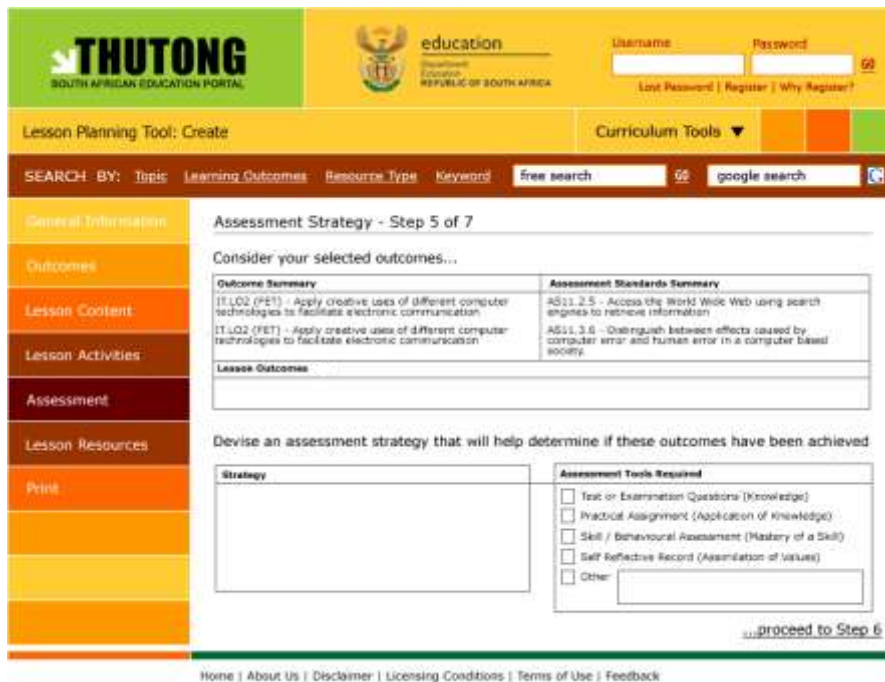 THUTONG
SOUTH AFRICAN EDUCATION PORTAL
education
Department
Education
REPUBLIC OF SOUTH AFRICA
Username Password
GO
Lost Password | Register | Why Register?
Lesson Planning Tool: Create
Curriculum Tools ▼
SEARCH BY: Topic Learning Outcomes Resource Type Keyword free search GO google search G
General Information
Outcomes
Lesson Content
Lesson Activities
Assessment
Lesson Resources
Print
Assessment Strategy - Step 5 of 7
Consider your selected outcomes...
Outcome Summary
IT.LO2 (FET) - Apply creative uses of different computer
technologies to facilitate electronic communication
IT.LO2 (FET) - Apply creative uses of different computer
technologies to facilitate electronic communication
Assessment Standards Summary
AS11.2.5 - Access the World Wide Web using search
engines to retrieve information
AS11.3.6 - Distinguish between effects caused by
computer error and human error in a computer based
society.
Lesson Outcomes
Devise an assessment strategy that will help determine if these outcomes have been achieved
Strategy
Assessment Tools Required
Test or Examination Questions (Knowledge)
Practical Assignment (Application of Knowledge)
Skill / Behavioural Assessment (Mastery of a Skill)
Self Reflective Record (Assimilation of Values)
Other
...proceed to Step 6
Home | About Us | Disclaimer | Licensing Conditions | Terms of Use | Feedback